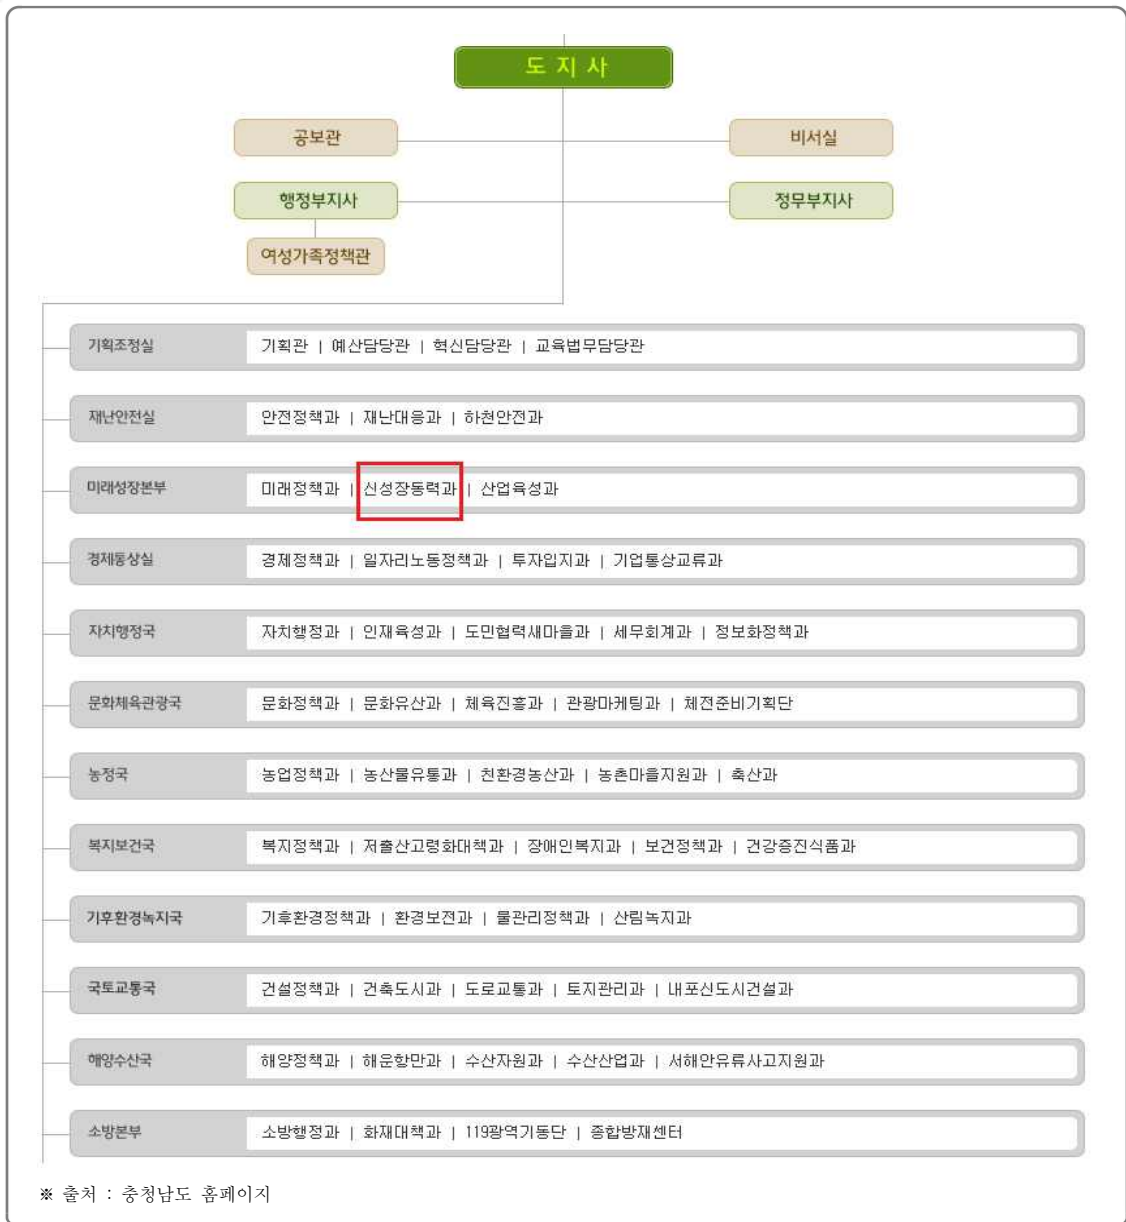 도 지 사
공보관 비서실
행정부지사 정무부지사
여성가족정책관
기획조정실 기획관 | 예산담당관 | 혁신담당관 | 교육법무담당관
재난안전실 안전정책과 | 재난대응과 | 하천안전과
미래성장본부 미래정책과 | 신성장동력과 | 산업육성과
경제통상실 경제정책과 | 일자리노동정책과 | 투자입지과 | 기업통상교류과
자치행정국 자치행정과 | 인재육성과 | 도민협력새마을과 | 세무회계과 | 정보화정책과
문화체육관광국 문화정책과 | 문화유산과 | 체육진흥과 | 관광마케팅과 | 체전준비기획단
농정국 농업정책과 | 농산물유통과 | 친환경농산과 | 농촌마을지원과 | 축산과
복지보건국 복지정책과 | 저출산고령화대책과 | 장애인복지과 | 보건정책과 | 건강증진식품과
기후환경녹지국 기후환경정책과 | 환경보전과 | 물관리정책과 | 산림녹지과
국토교통국 건설정책과 | 건축도시과 | 도로교통과 | 토지관리과 | 내포신도시건설과
해양수산국 해양정책과 | 해운항만과 | 수산자원과 | 수산산업과 | 서해안유류사고지원과
소방본부 소방행정과 | 화재대책과 | 119광역기동단 | 종합방재센터
※ 출처 : 충청남도 홈페이지